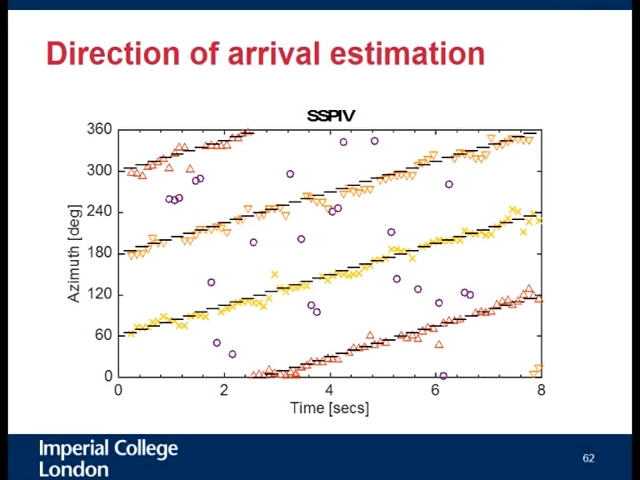 Direction of arrival estimation
SSPIV
360
300
240
180
120
60
0
Azimuth [deg]
0 2 4 6 8
Time [secs]
Imperial College
London
62